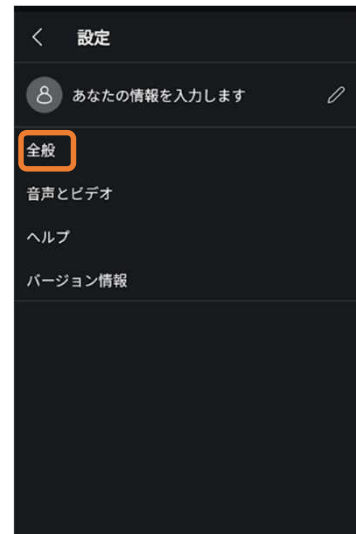 設定
あなたの情報を入力します
全般
音声とビデオ
ヘルプ
バージョン情報